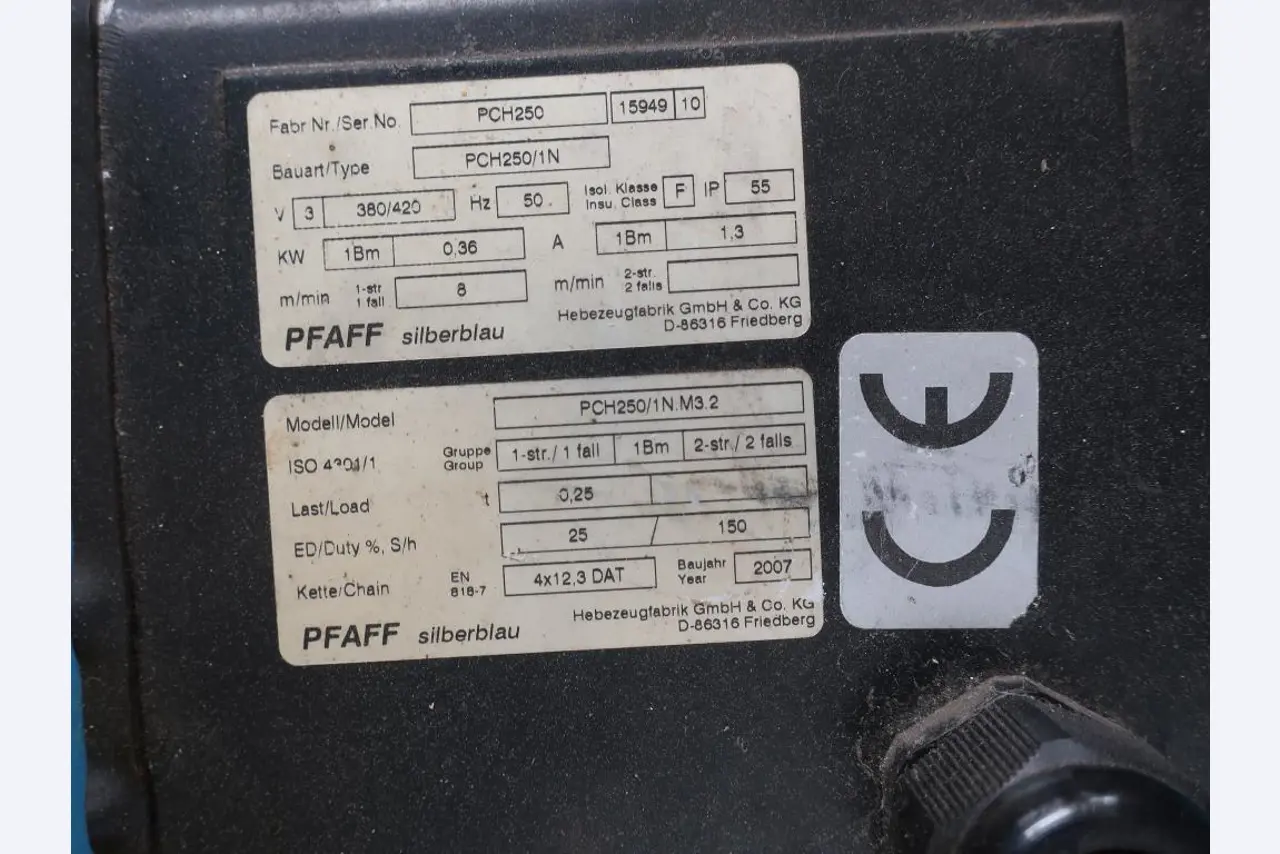 Fabr Nr./Ser.No. PCH250 15949 10
Bauart/Type PCH250/1N
V 3 380/420 Hz 50 Isol. Klasse Insu. Class F IP 55
KW 1Bm 0,36 A 1Bm 1,3
m/min 1-str 1 fall 8 m/min 2-str. 2 falls
Hebezeugfabrik GmbH & Co. KG
PFAFF silberblau D-86316 Friedberg
Modell/Model PCH250/1N.M3.2
ISO 4301/1 Gruppe Group 1-str./ 1 fall 1Bm 2-str./ 2 falls
Last/Load t 0,25
ED/Duty %, S/h 25 / 150
Kette/Chain EN 818-7 4x12,3 DAT Baujahr Year 2007
Hebezeugfabrik GmbH & Co. KG
PFAFF silberblau D-86316 Friedberg
CE